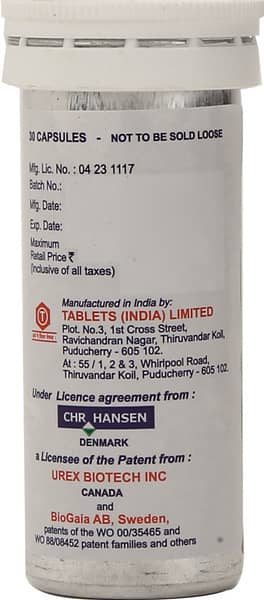 30 CAPSULES - NOT TO BE SOLD LOOSE
Mfg. Lic. No. : 04 23 1117
Batch No.:
Mfg. Date:
Exp. Date:
Maximum
Retail Price ₹
(Inclusive of all taxes)
Manufactured in India by:
TABLETS (INDIA) LIMITED
Plot. No.3, 1st Cross Street,
Ravichandran Nagar, Thiruvandar Koil,
Puducherry - 605 102.
At : 55 / 1, 2 & 3, Whirlpool Road,
Thiruvandar Koil, Puducherry - 605 102.
Under Licence agreement from :
CHR HANSEN
DENMARK
a Licensee of the Patent from :
UREX BIOTECH INC
CANADA
and
BioGaia AB, Sweden,
patents of the WO 00/35465 and
WO 88/08452 patent families and others